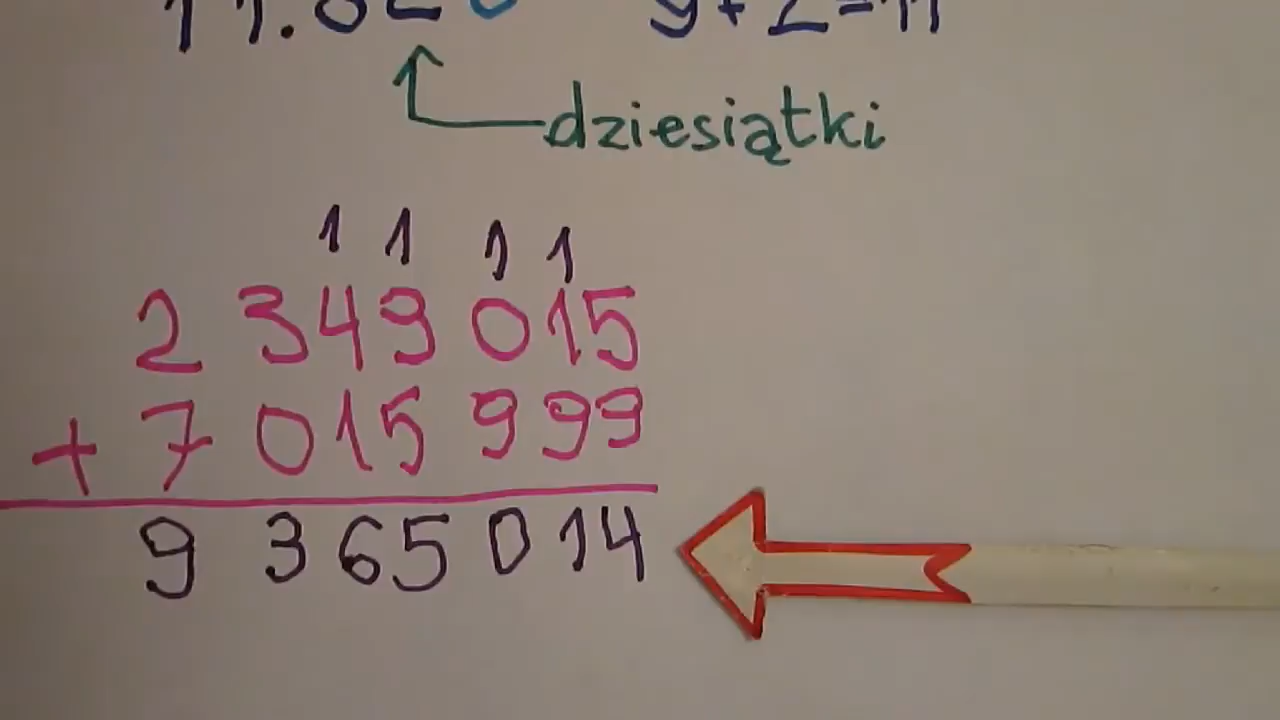 9+2=11
dziesiątki
1 1 1 1
2 349 015
+ 7 015 999
9 365 014